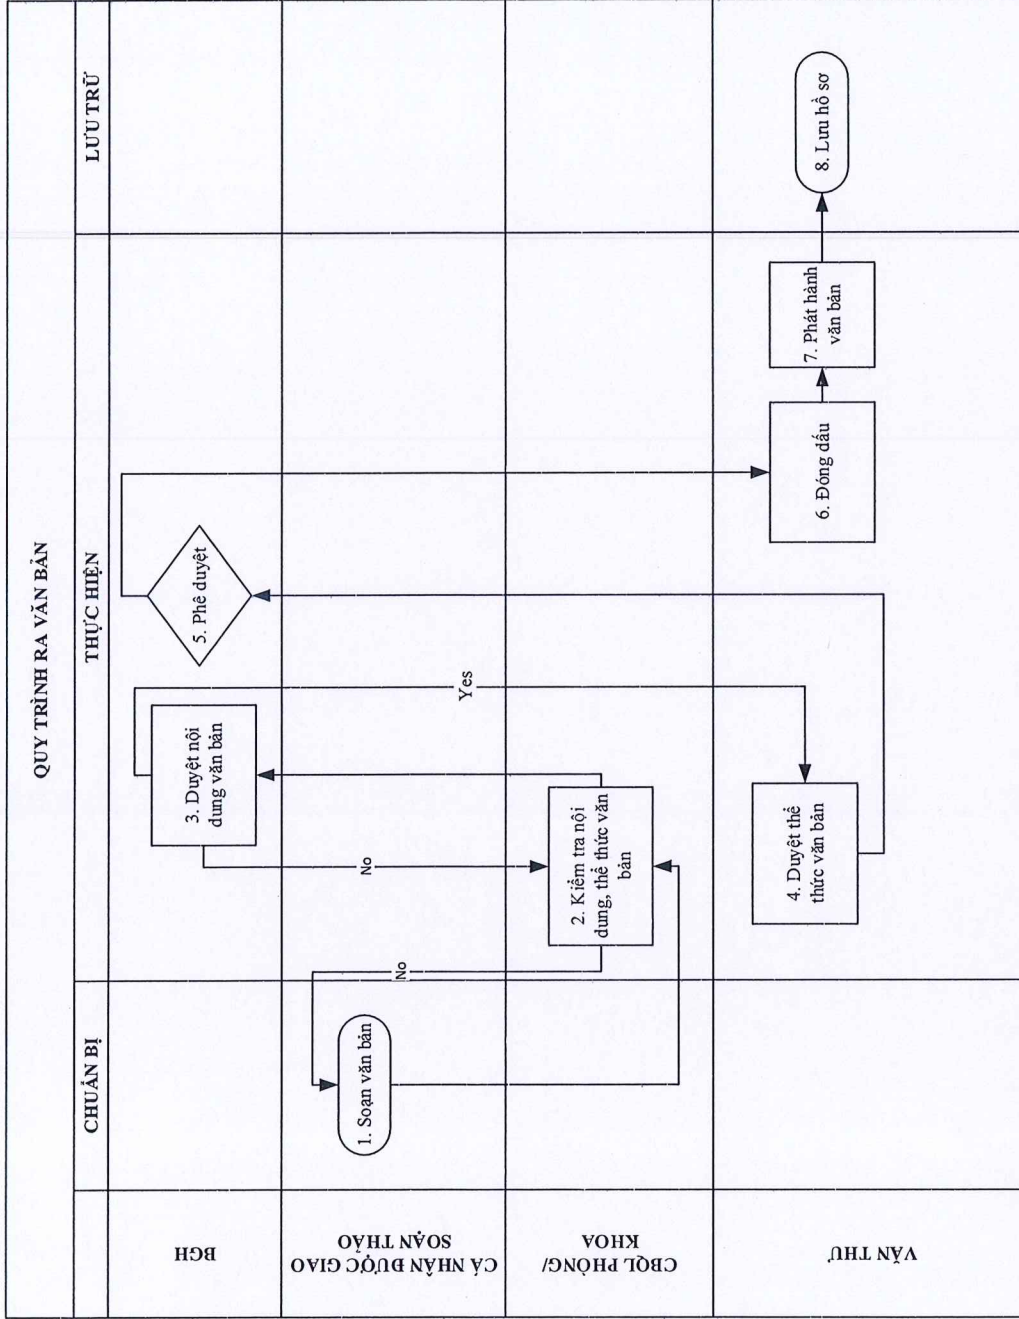 QUY TRÌNH RA VĂN BẢN
CHUẨN BỊ
THỰC HIỆN
LƯU TRỮ
BGH
3. Duyệt nội
dung văn bản
5. Phê duyệt
CÁ NHÂN ĐƯỢC GIAO
SOẠN THẢO
1. Soạn văn bản
No
No
Yes
CBQL PHÒNG/
KHOA
2. Kiểm tra nội
dung, thể thức văn
bản
VĂN THƯ
4. Duyệt thể
thức văn bản
6. Đóng dấu
7. Phát hành
văn bản
8. Lưu hồ sơ